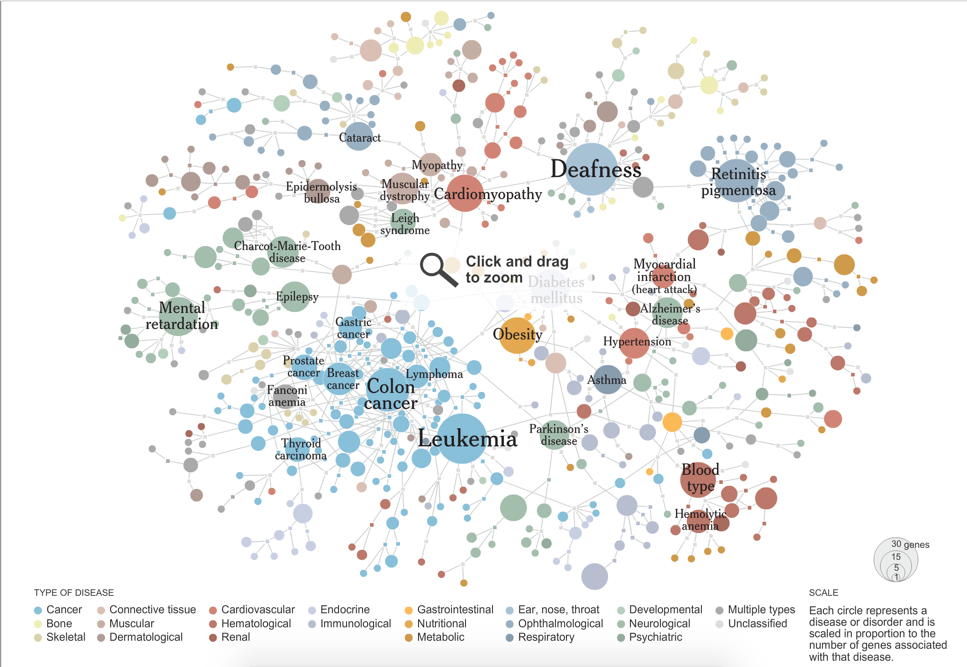 Cataract
Deafness
Myopathy
Retinitis
pigmentosa
Epidermolysis
bullosa
Muscular
dystrophy
Cardiomyopathy
Leigh
syndrome
Charcot-Marie-Tooth
disease
Click and drag
to zoom
Diabetes
mellitus
Myocardial
infarction
(heart attack)
Epilepsy
Mental
retardation
Alzheimer's
disease
Gastric
cancer
Obesity
Hypertension
Prostate
cancer
Breast
cancer
Lymphoma
Colon
cancer
Asthma
Fanconi
anemia
Leukemia
Parkinson's
disease
Thyroid
carcinoma
Blood
type
Hemolytic
anemia
30 genes
15
5
1
TYPE OF DISEASE
Cancer
Bone
Skeletal
Connective tissue
Muscular
Dermatological
Cardiovascular
Hematological
Renal
Endocrine
Immunological
Gastrointestinal
Nutritional
Metabolic
Ear, nose, throat
Ophthalmological
Respiratory
Developmental
Neurological
Psychiatric
Multiple types
Unclassified
SCALE
Each circle represents a
disease or disorder and is
scaled in proportion to the
number of genes associated
with that disease.